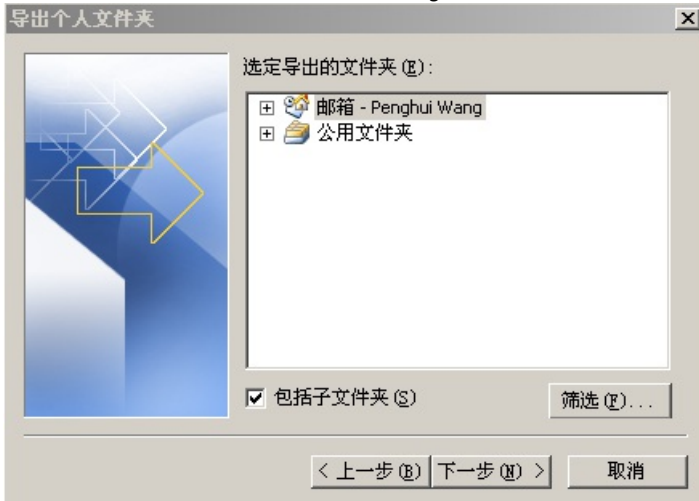 导出个人文件夹
选定导出的文件夹(E):
邮箱 - Penghui Wang
公用文件夹
包括子文件夹(S)
筛选(F)...
< 上一步(B) 下一步(N) > 取消